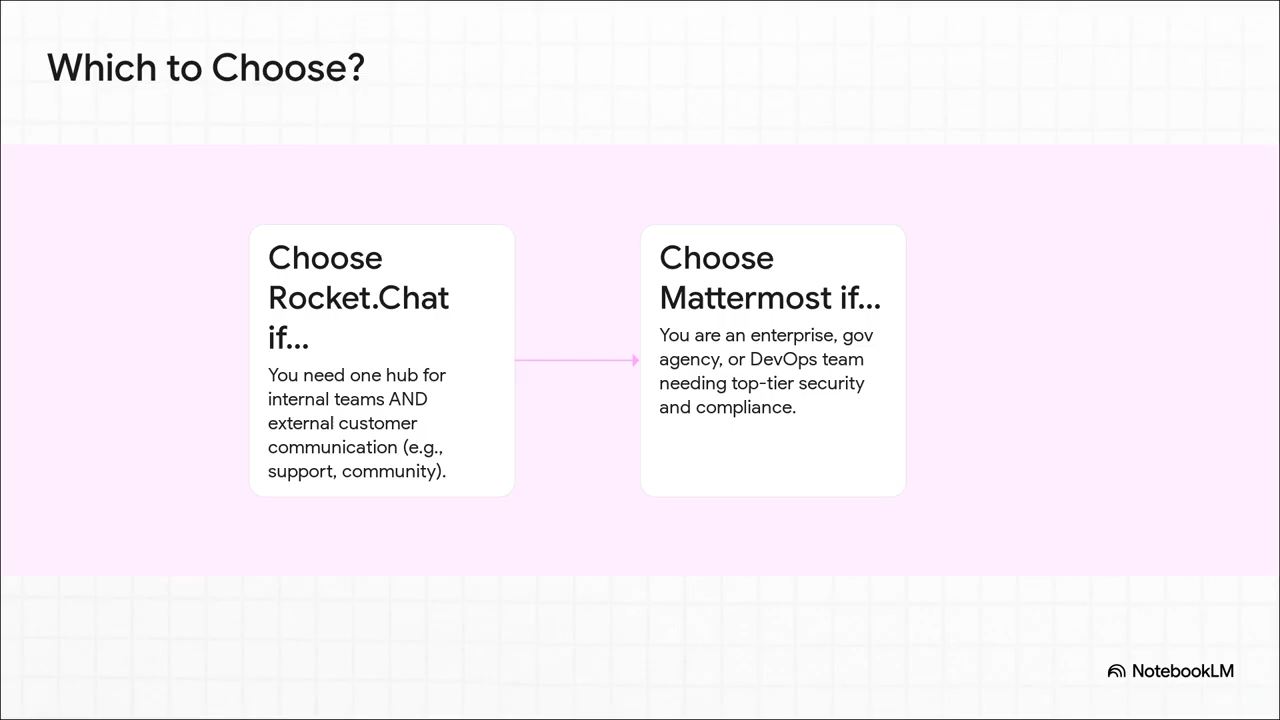 Which to Choose?
Choose
Rocket.Chat
if...
You need one hub for
internal teams AND
external customer
communication (e.g.,
support, community).
Choose
Mattermost if...
You are an enterprise, gov
agency, or DevOps team
needing top-tier security
and compliance.
NotebookLM